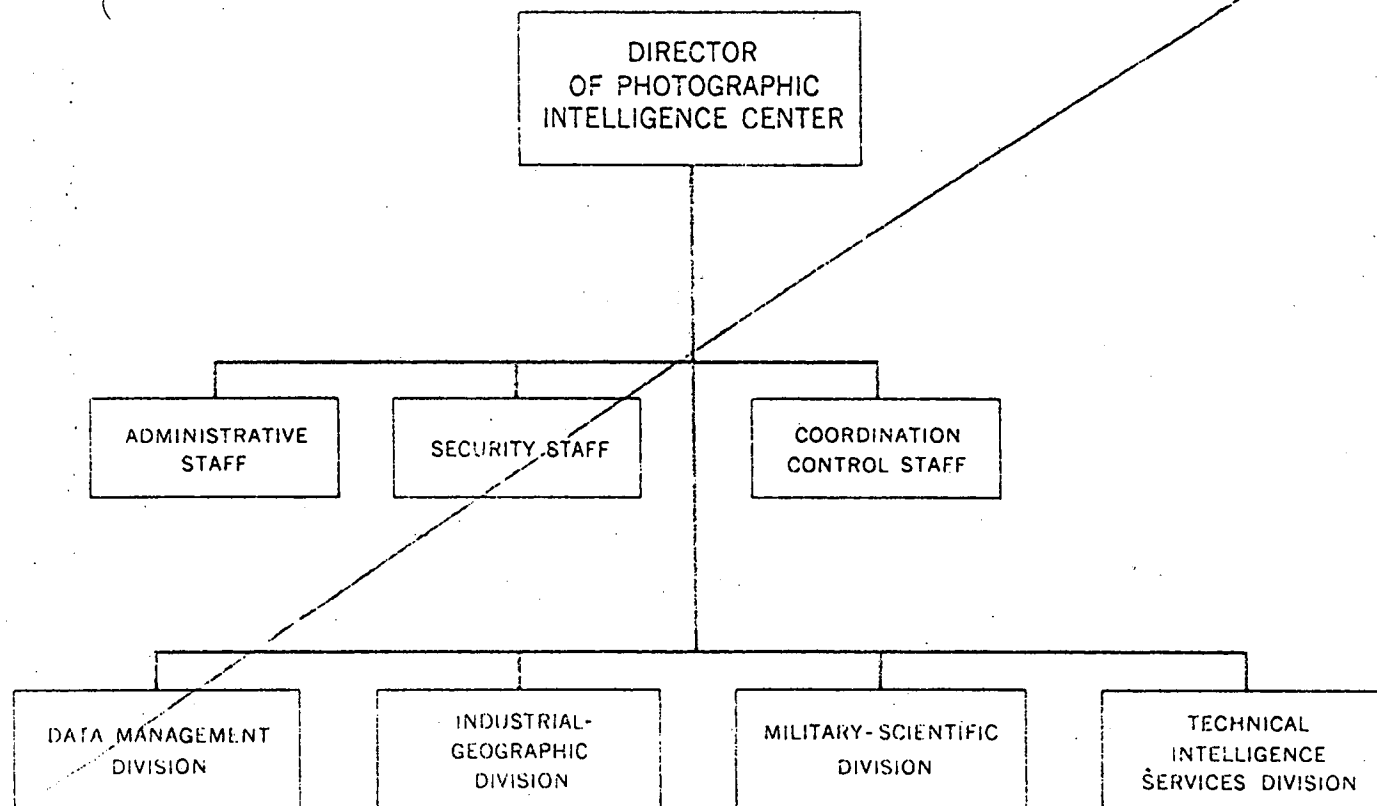 DIRECTOR
OF PHOTOGRAPHIC
INTELLIGENCE CENTER
ADMINISTRATIVE
STAFF
SECURITY STAFF
COORDINATION
CONTROL STAFF
DATA MANAGEMENT
DIVISION
INDUSTRIAL-
GEOGRAPHIC
DIVISION
MILITARY-SCIENTIFIC
DIVISION
TECHNICAL
INTELLIGENCE
SERVICES DIVISION